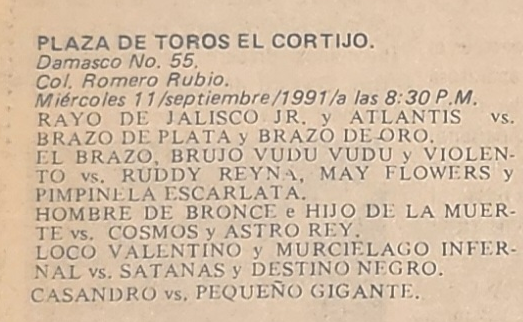 PLAZA DE TOROS EL CORTIJO.
Damasco No. 55,
Col. Romero Rubio.
Miércoles 11/septiembre/1991/a las 8:30 P.M.
RAYO DE JALISCO JR. y ATLANTIS vs.
BRAZO DE PLATA y BRAZO DE ORO.
EL BRAZO, BRUJO VUDU VUDU y VIOLEN-
TO vs. RUDDY REYNA, MAY FLOWERS y
PIMPINELA ESCARLATA.
HOMBRE DE BRONCE e HIJO DE LA MUER-
TE vs. COSMOS y ASTRO REY.
LOCO VALENTINO y MURCIELAGO INFER-
NAL vs. SATANAS y DESTINO NEGRO.
CASANDRO vs. PEQUEÑO GIGANTE.